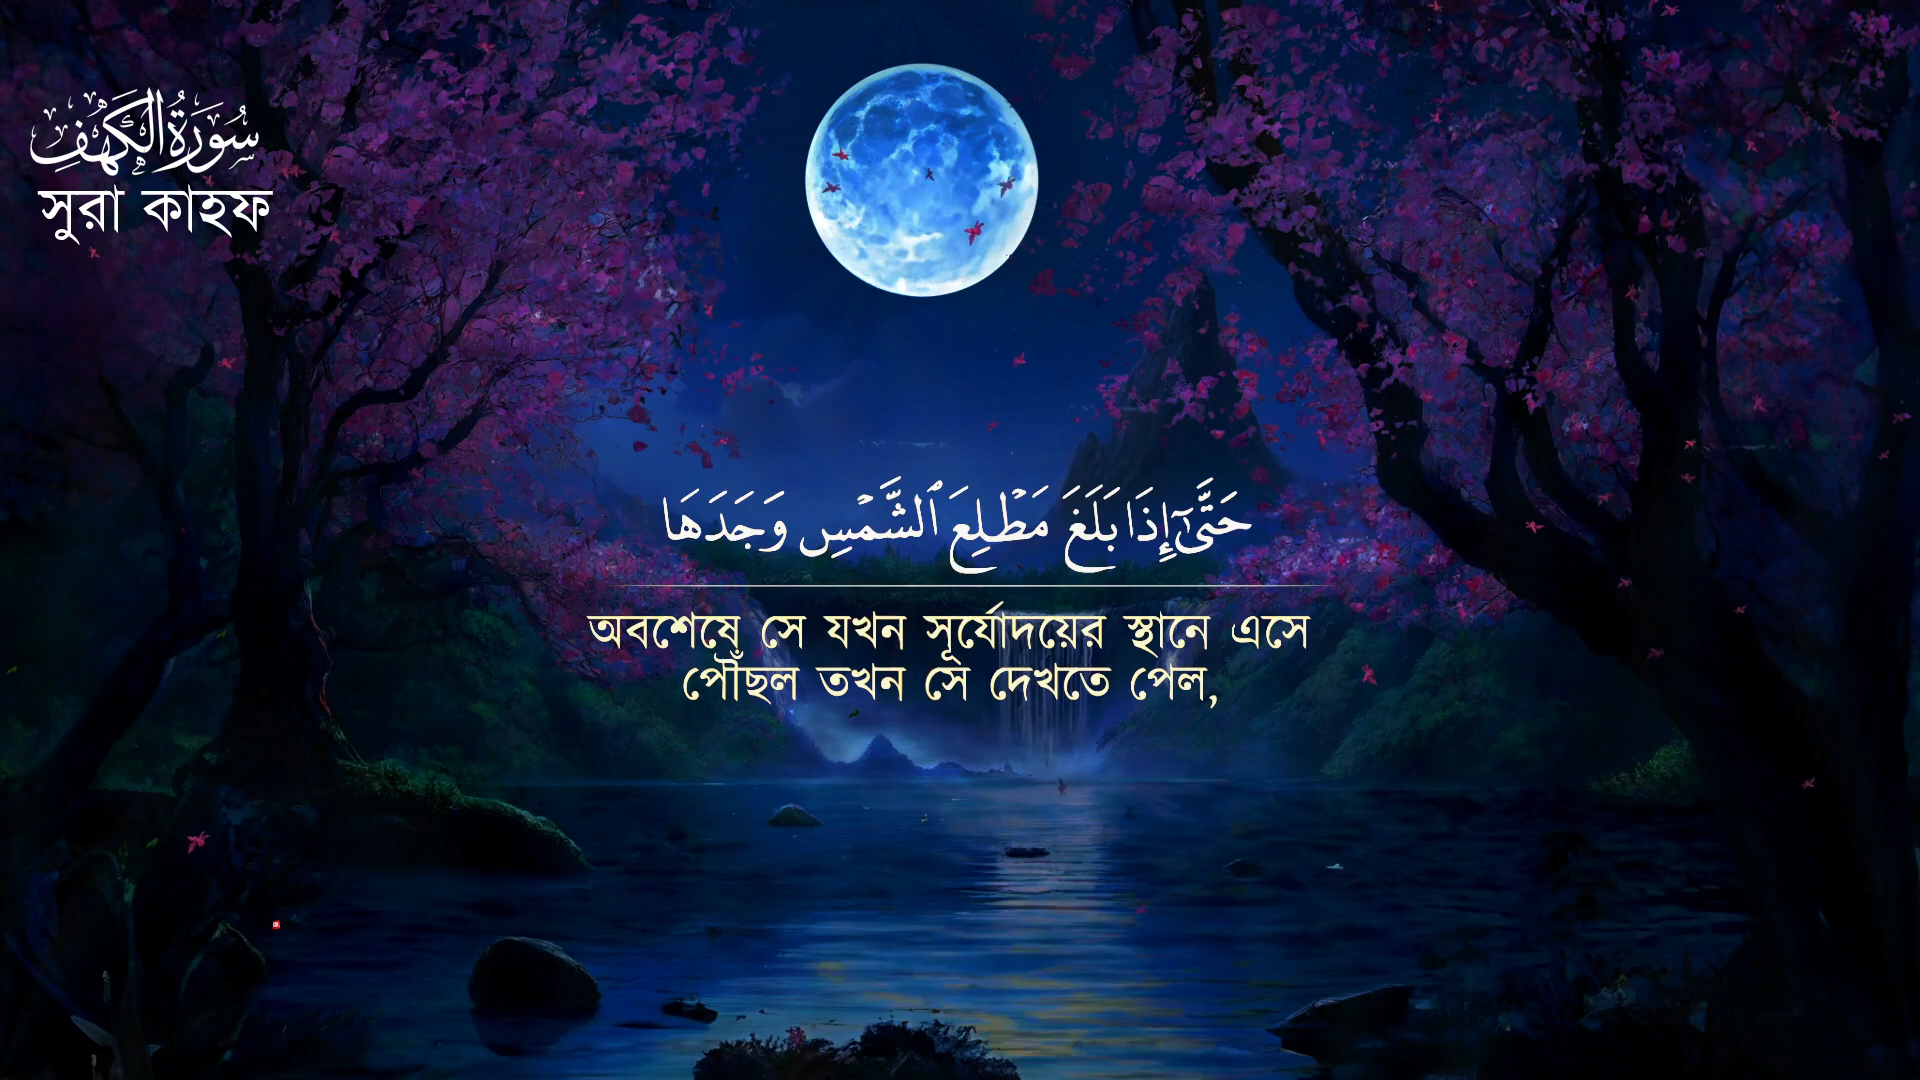 سُورَةُ الكَهْفِ
সুরা কাহফ
حَتَّىٰٓ إِذَا بَلَغَ مَطْلِعَ ٱلشَّمْسِ وَجَدَهَا
অবশেষে সে যখন সূর্যোদয়ের স্থানে এসে
পৌঁছল তখন সে দেখতে পেল,